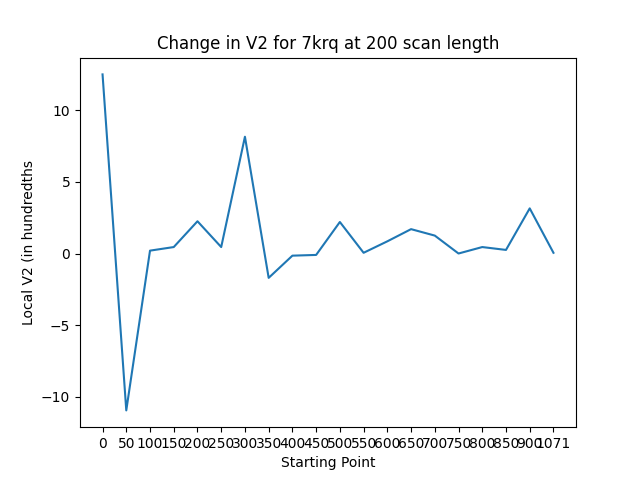 Change in V2 for 7krq at 200 scan length
10
5
0
−5
−10
Local V2 (in hundredths)
0 50 100 150 200 250 300 350 400 450 500 550 600 650 700 750 800 850 900 1071
Starting Point